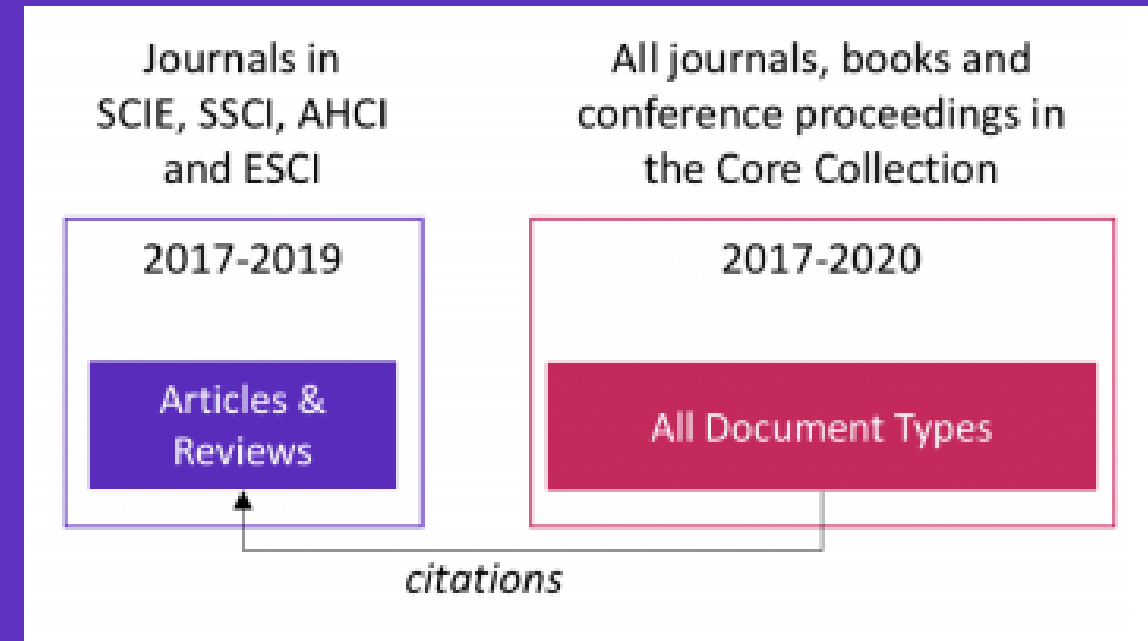 Journals in
SCIE, SSCI, AHCI
and ESCI
2017-2019
Articles &
Reviews
All journals, books and
conference proceedings in
the Core Collection
2017-2020
All Document Types
citations